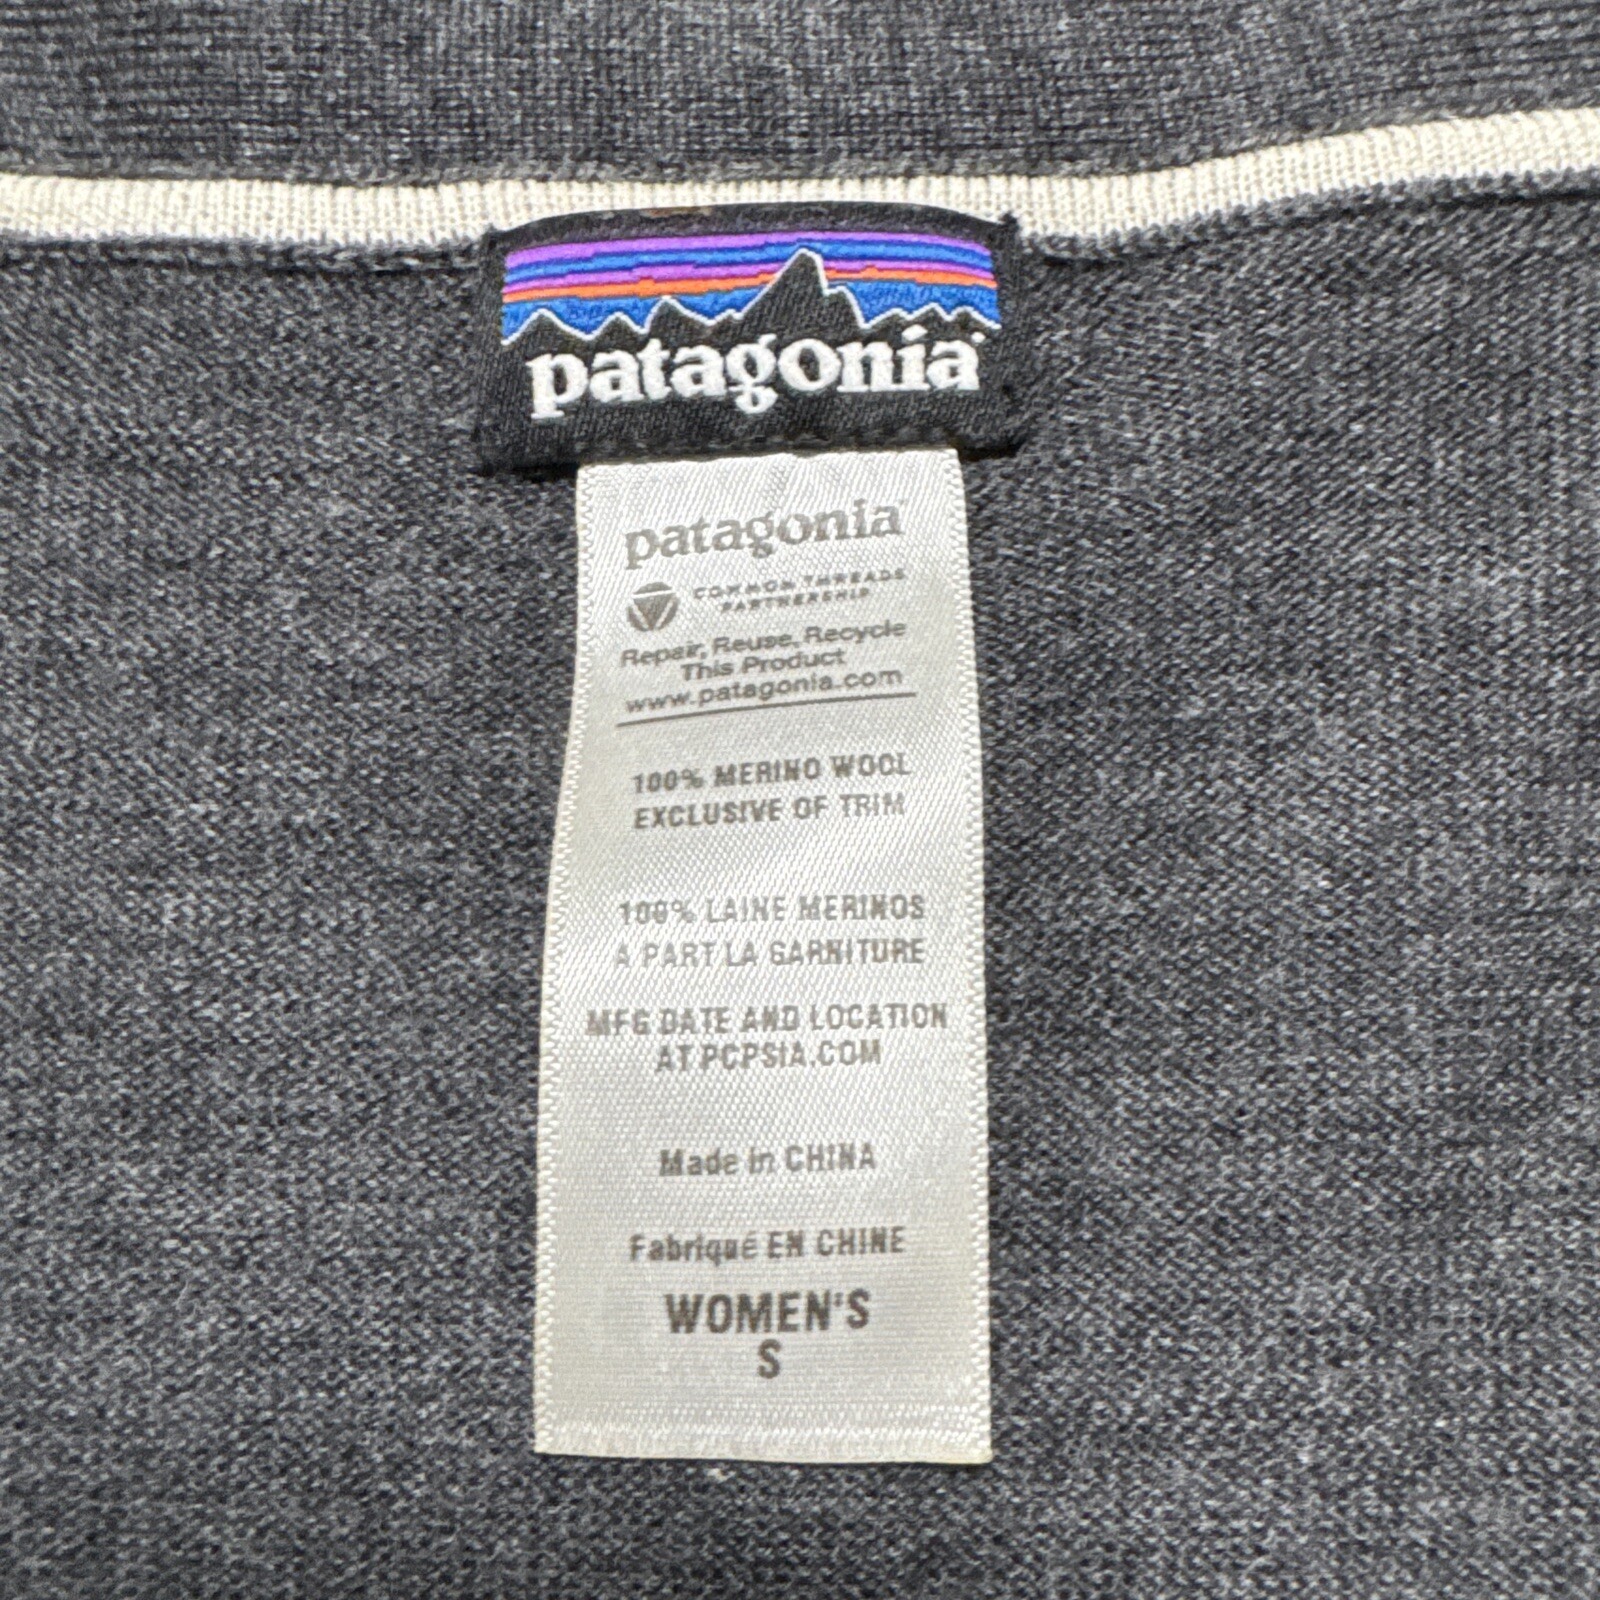 patagonia
patagonia
COMMON THREADS
PARTNERSHIP
Repair, Reuse, Recycle
This Product
www.patagonia.com
100% MERINO WOOL
EXCLUSIVE OF TRIM
100% LAINE MERINOS
A PART LA GARNITURE
MFG DATE AND LOCATION
AT PCPSIA.COM
Made in CHINA
Fabriqué EN CHINE
WOMEN'S
S